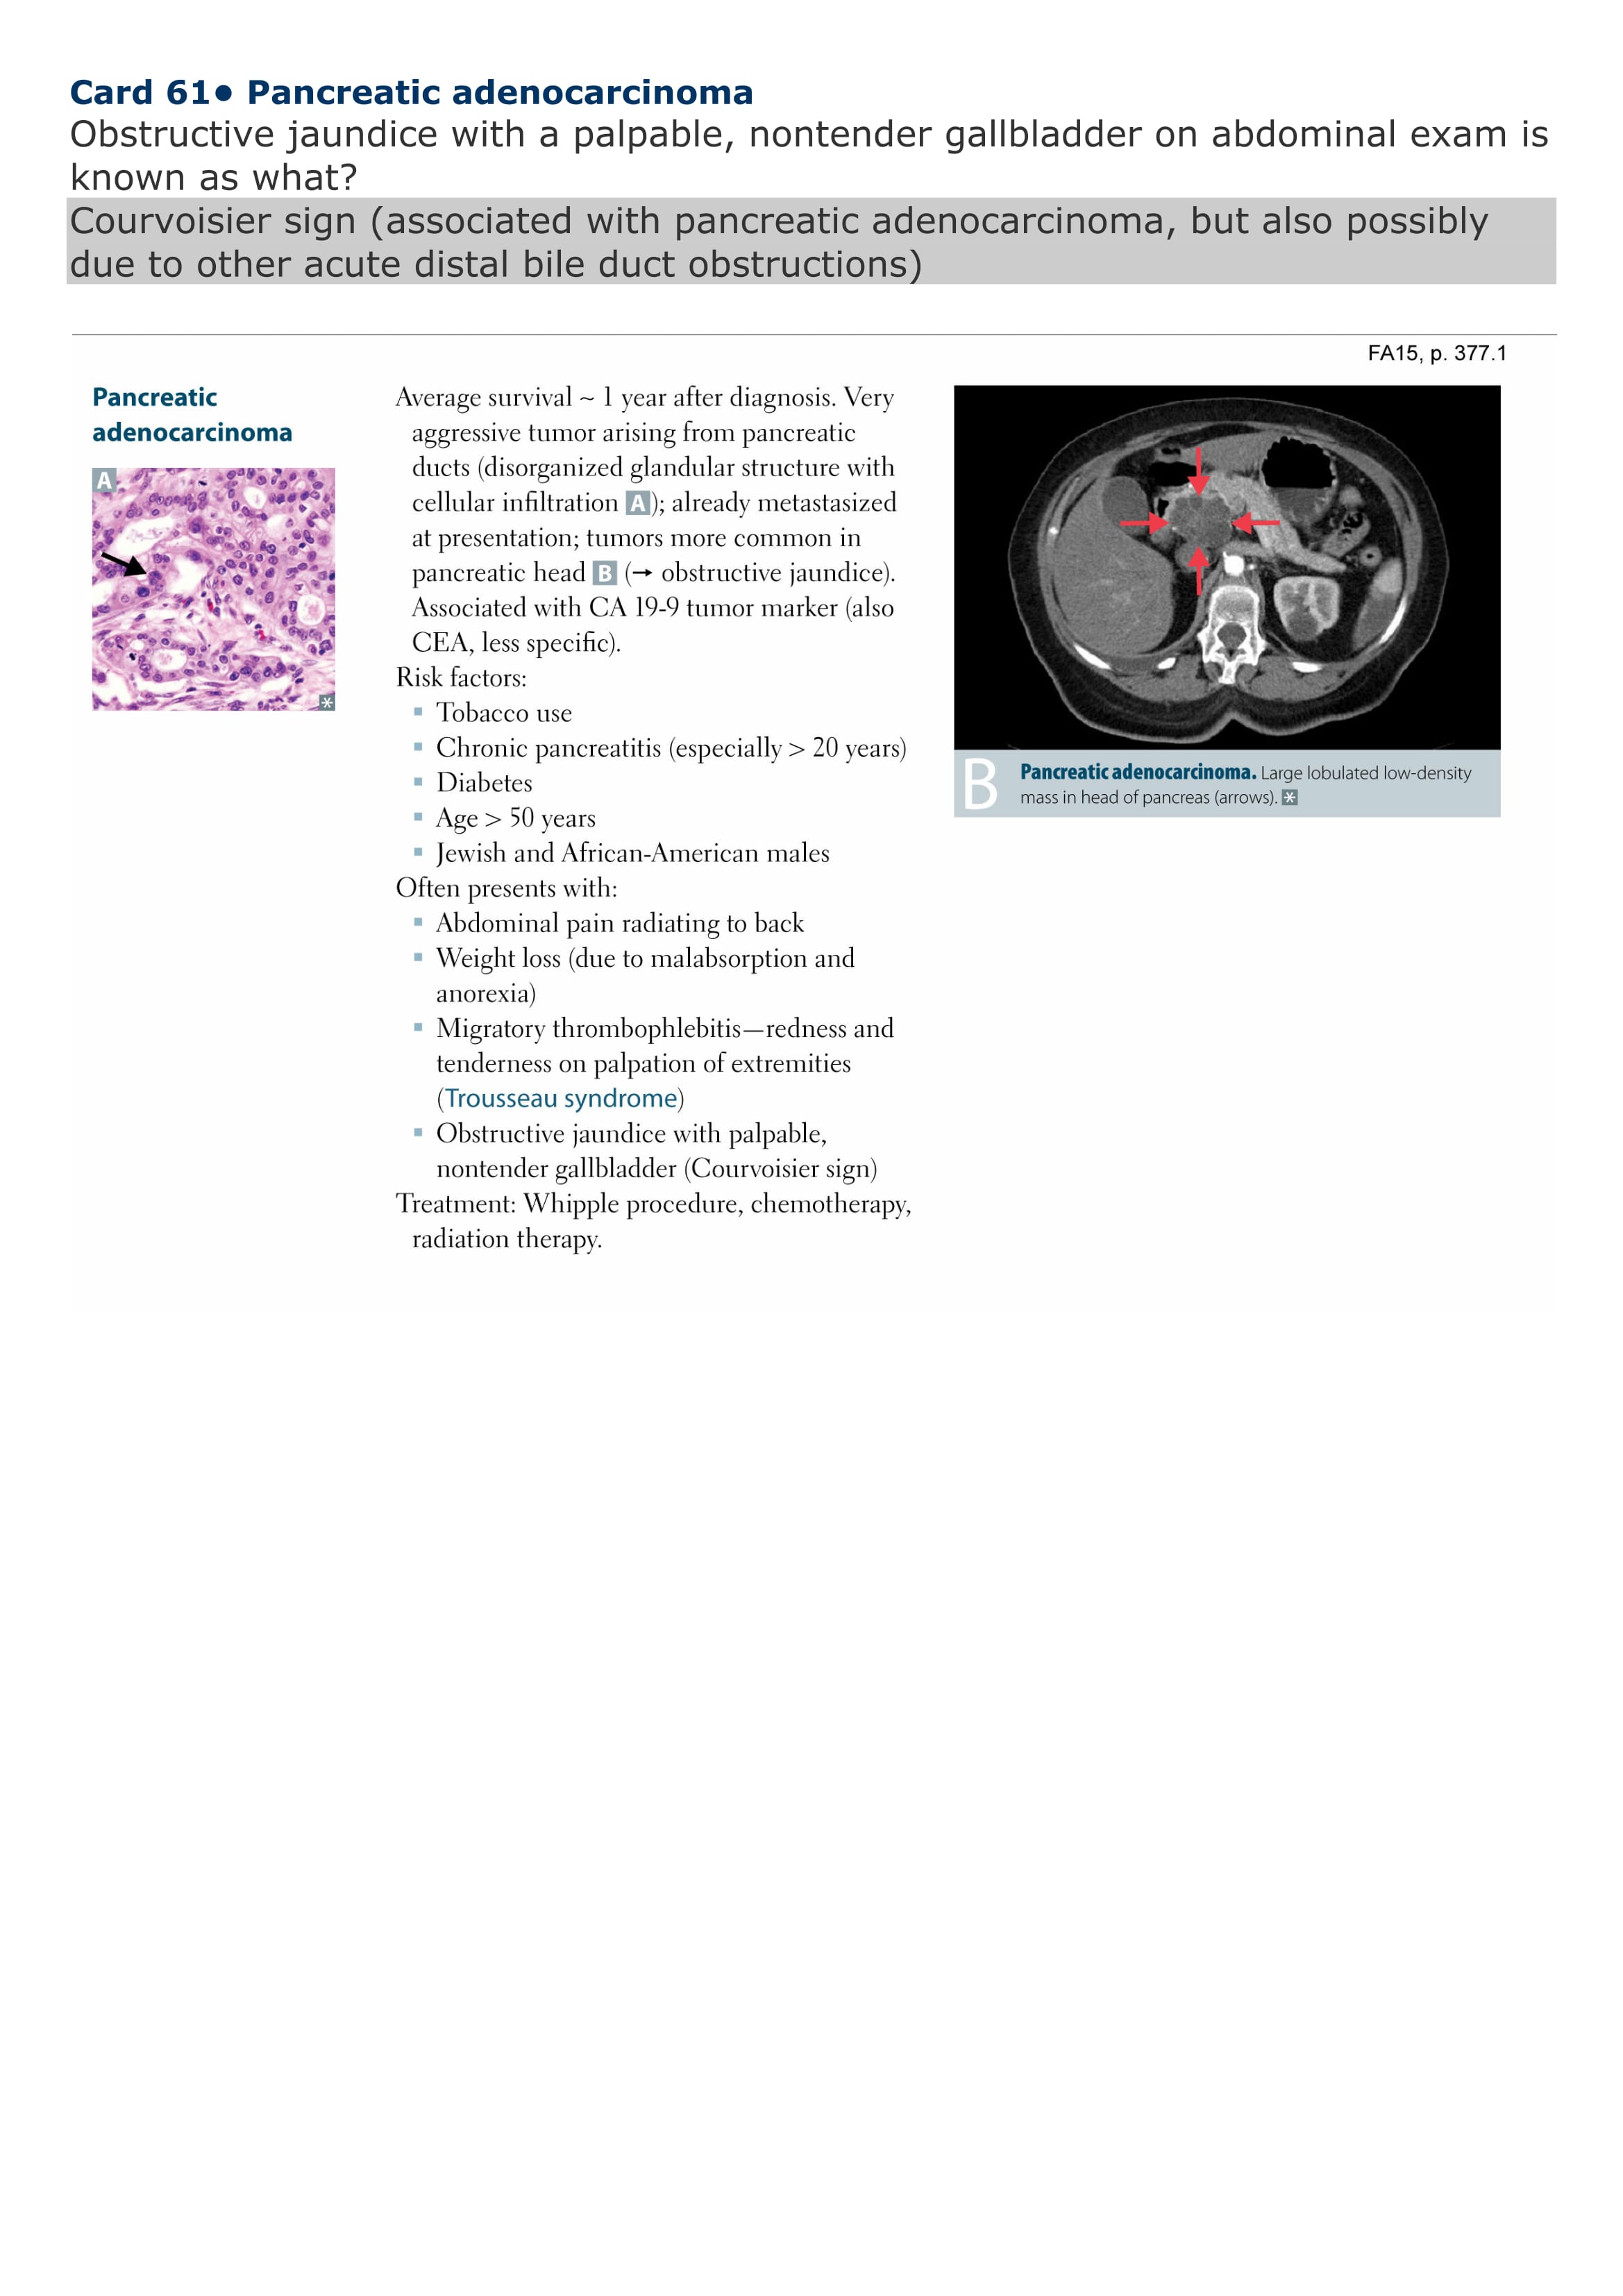 Card 61● Pancreatic adenocarcinoma
Obstructive jaundice with a palpable, nontender gallbladder on abdominal exam is
known as what?
Courvoisier sign (associated with pancreatic adenocarcinoma, but also possibly
due to other acute distal bile duct obstructions)
FA15, p. 377.1
Pancreatic
adenocarcinoma
A
*
Average survival ~ 1 year after diagnosis. Very
aggressive tumor arising from pancreatic
ducts (disorganized glandular structure with
cellular infiltration A); already metastasized
at presentation; tumors more common in
pancreatic head B (→ obstructive jaundice).
Associated with CA 19-9 tumor marker (also
CEA, less specific).
Risk factors:
▪ Tobacco use
▪ Chronic pancreatitis (especially > 20 years)
▪ Diabetes
▪ Age > 50 years
▪ Jewish and African-American males
Often presents with:
▪ Abdominal pain radiating to back
▪ Weight loss (due to malabsorption and
anorexia)
▪ Migratory thrombophlebitis—redness and
tenderness on palpation of extremities
(Trousseau syndrome)
▪ Obstructive jaundice with palpable,
nontender gallbladder (Courvoisier sign)
Treatment: Whipple procedure, chemotherapy,
radiation therapy.
B
Pancreatic adenocarcinoma. Large lobulated low-density
mass in head of pancreas (arrows). *